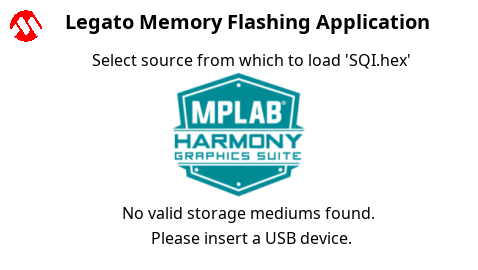 Legato Memory Flashing Application
Select source from which to load 'SQI.hex'
MPLAB®
HARMONY
GRAPHICS SUITE
No valid storage mediums found.
Please insert a USB device.